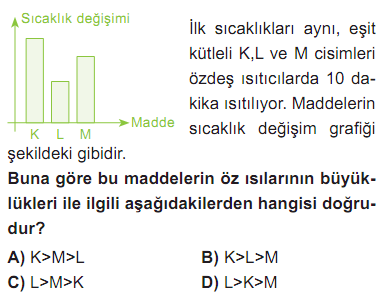 Sıcaklık değişimi
K L M
Madde
İlk sıcaklıkları aynı, eşit
kütleli K,L ve M cisimleri
özdeş ısıtıcılarda 10 da-
kika ısıtılıyor. Maddelerin
sıcaklık değişim grafiği
şekildeki gibidir.
Buna göre bu maddelerin öz ısılarının büyük-
lükleri ile ilgili aşağıdakilerden hangisi doğru-
dur?
A) K>M>L
B) K>L>M
C) L>M>K
D) L>K>M